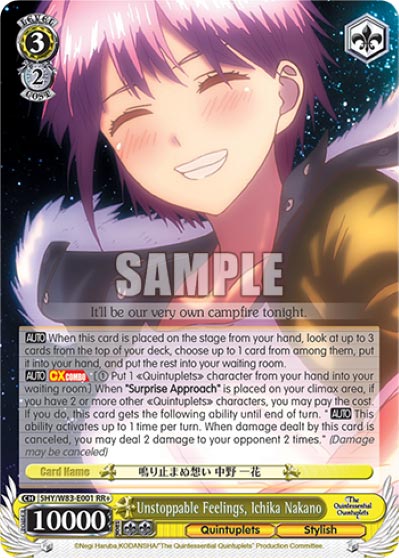 LEVEL
3
2
COST
SAMPLE
It'll be our very own campfire tonight.
AUTO When this card is placed on the stage from your hand, look at up to 3
cards from the top of your deck, choose up to 1 card from among them, put
it into your hand, and put the rest into your waiting room.
AUTO CXCOMBO [(1) Put 1 «Quintuplets» character from your hand into your
waiting room] When "Surprise Approach" is placed on your climax area, if
you have 2 or more other «Quintuplets» characters, you may pay the cost.
If you do, this card gets the following ability until end of turn. " AUTO This
ability activates up to 1 time per turn. When damage dealt by this card is
canceled, you may deal 2 damage to your opponent 2 times." (Damage
may be canceled)
Card Name 鳴り止まぬ想い 中野 一花
CH 5HY/W83-E001 RR+
Unstoppable Feelings, Ichika Nakano
The Quintessential Quintuplets
10000
Quintuplets Stylish
©Negi Haruba,KODANSHA/"The Quintessential Quintuplets" Production Committee